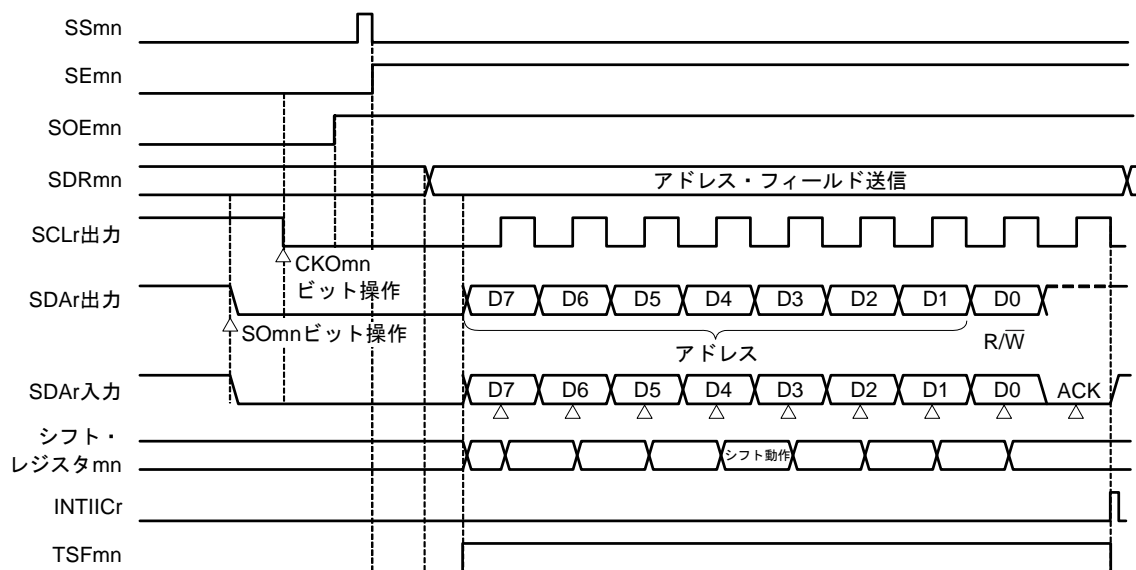 SSmn
SEmn
SOEmn
SDRmn
アドレス・フィールド送信
SCLr出力
CKOmn
ビット操作
SDAr出力
D7 D6 D5 D4 D3 D2 D1 D0
SOmnビット操作
アドレス
R/W̅
SDAr入力
D7 D6 D5 D4 D3 D2 D1 D0 ACK
シフト・
レジスタmn
シフト動作
INTIICr
TSFmn